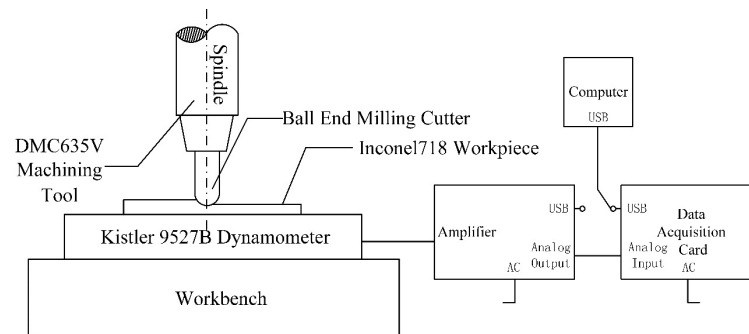 Spindle
DMC635V
Machining
Tool
Ball End Milling Cutter
Inconel718 Workpiece
Kistler 9527B Dynamometer
Workbench
Computer
USB
Amplifier
USB
Analog
Output
AC
USB
Data
Acquisition
Card
Analog
Input
AC